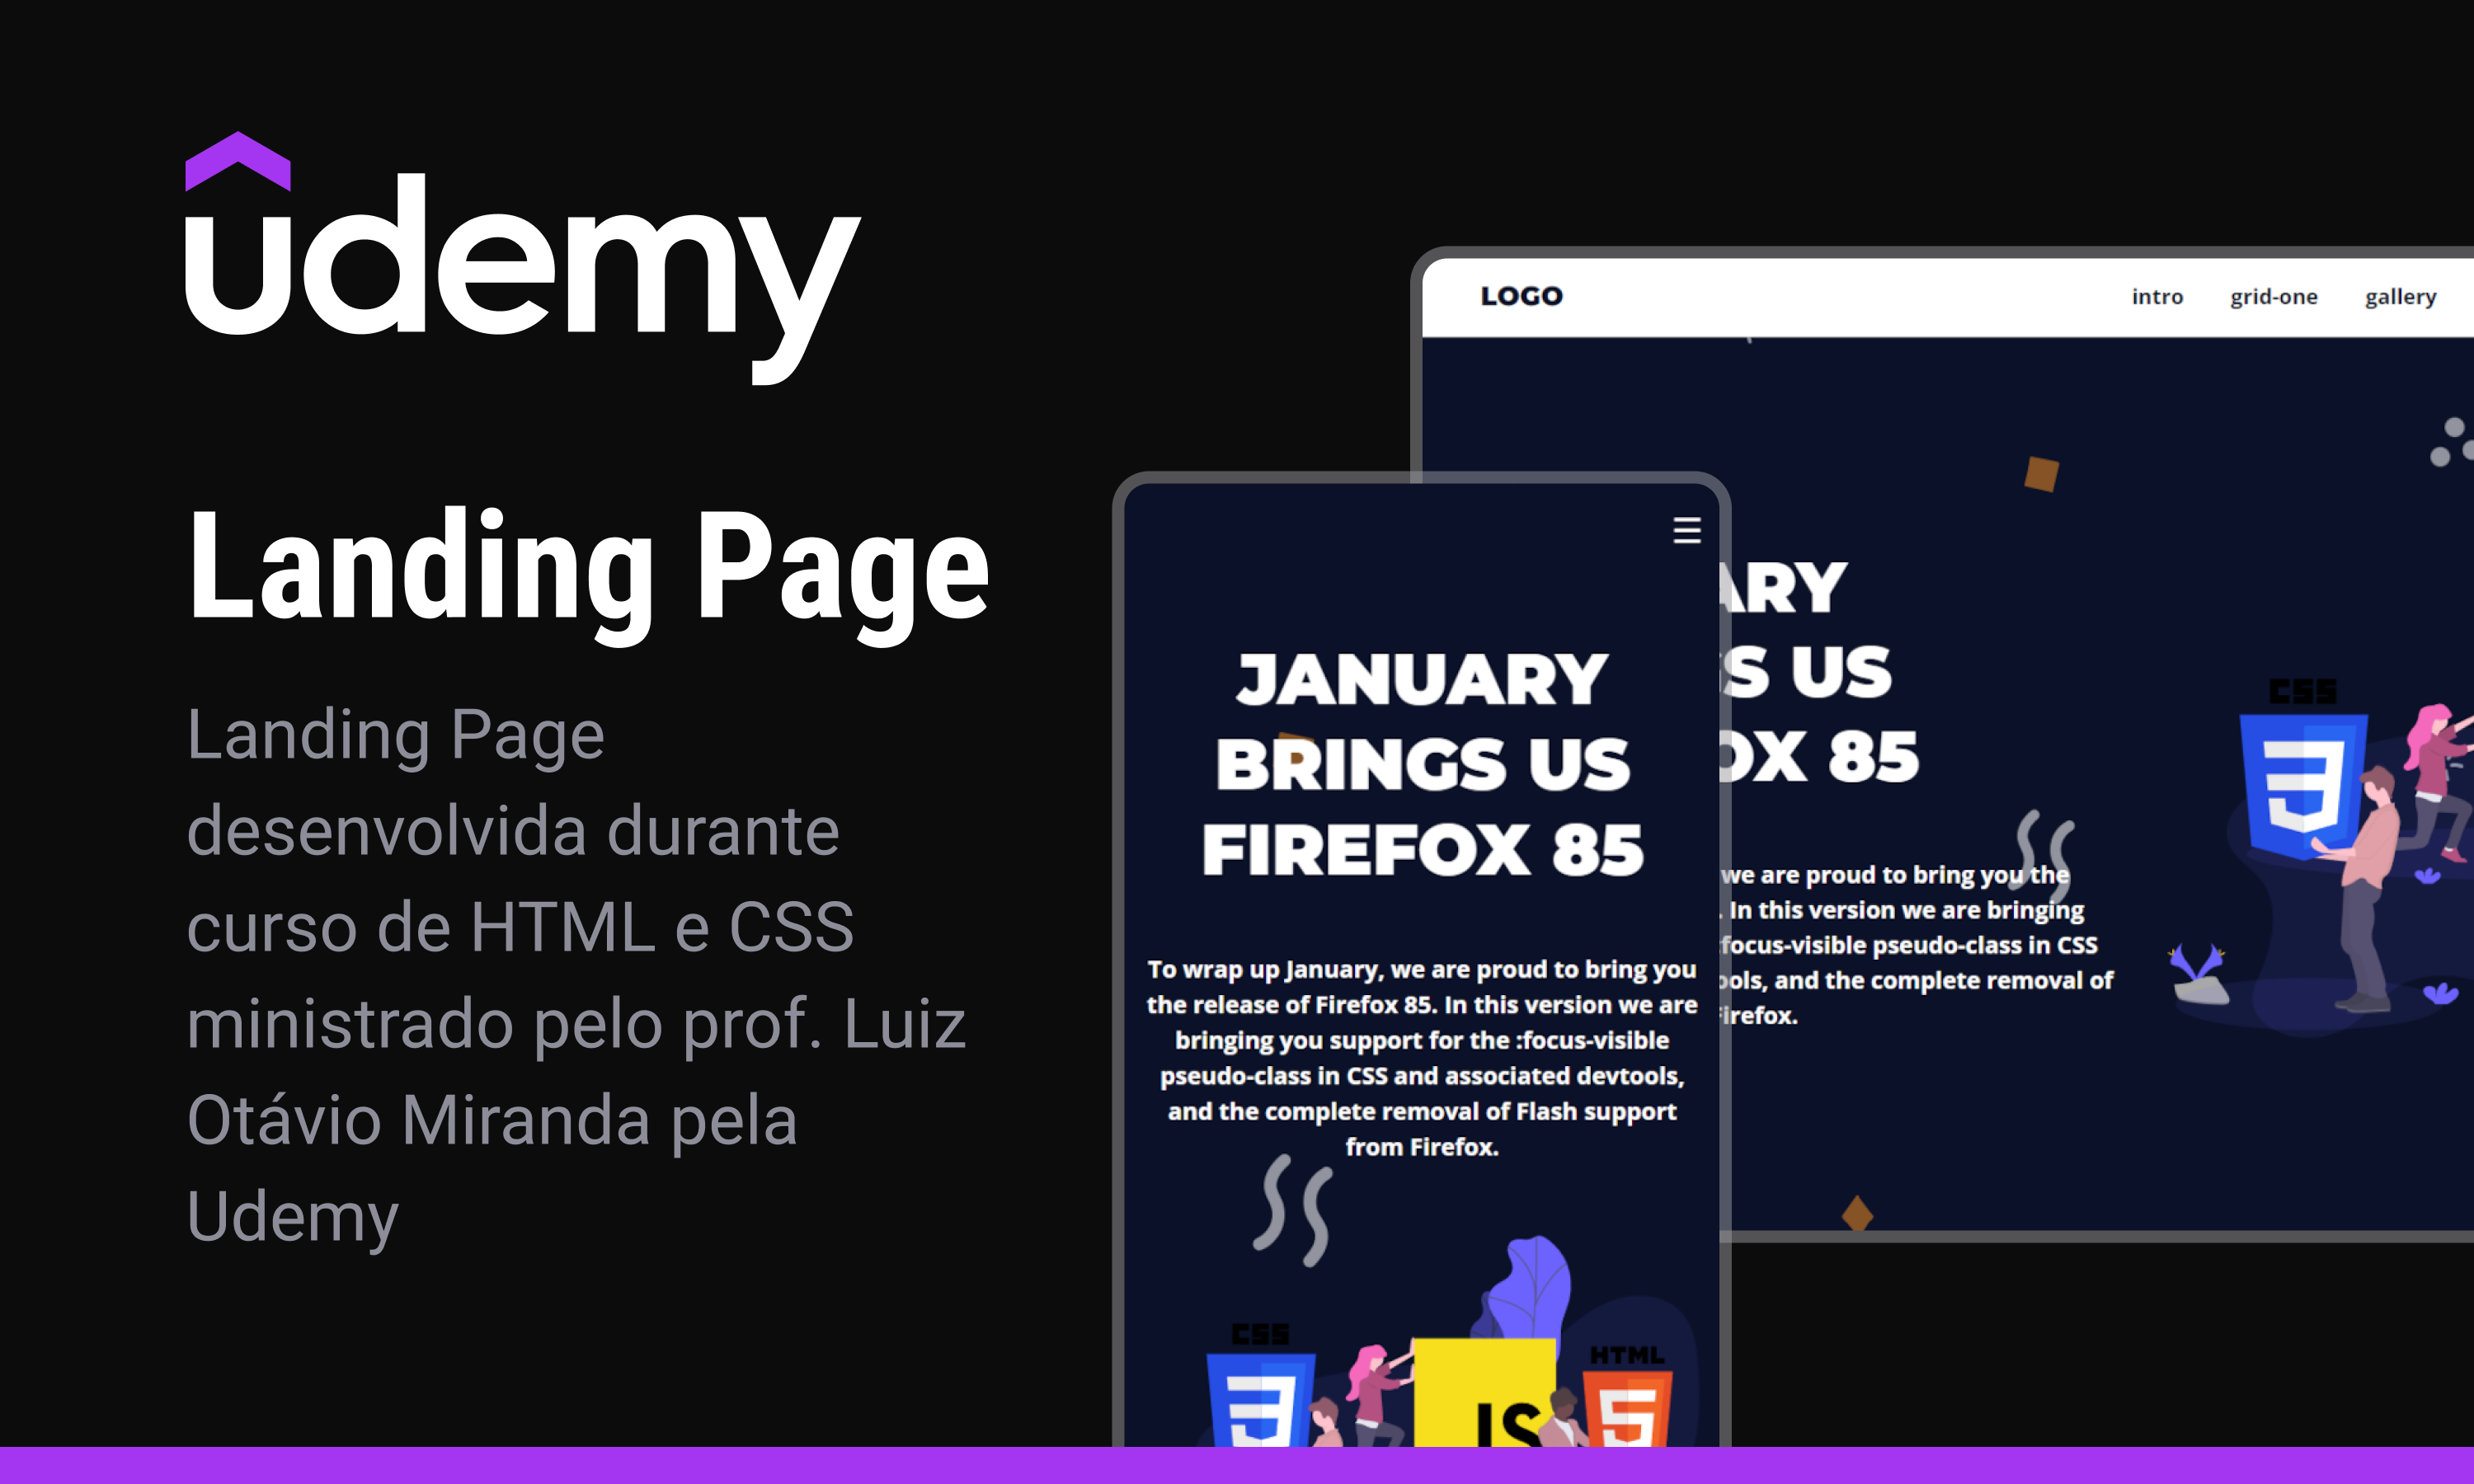 udemy
Landing Page
Landing Page
desenvolvida durante
curso de HTML e CSS
ministrado pelo prof. Luiz
Otávio Miranda pela
Udemy
LOGO
intro grid-one gallery
ARY
S US
OX 85
we are proud to bring you the
. In this version we are bringing
:focus-visible pseudo-class in CSS
ools, and the complete removal of
Firefox.
CSS
JANUARY
BRINGS US
FIREFOX 85
To wrap up January, we are proud to bring you
the release of Firefox 85. In this version we are
bringing you support for the :focus-visible
pseudo-class in CSS and associated devtools,
and the complete removal of Flash support
from Firefox.
CSS
JS
HTML